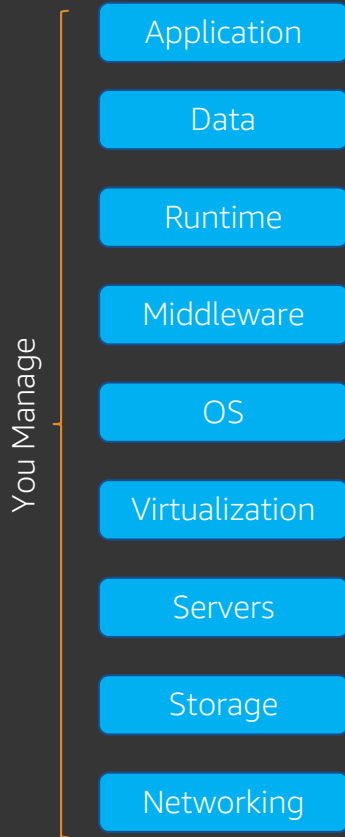 You Manage
Application
Data
Runtime
Middleware
OS
Virtualization
Servers
Storage
Networking